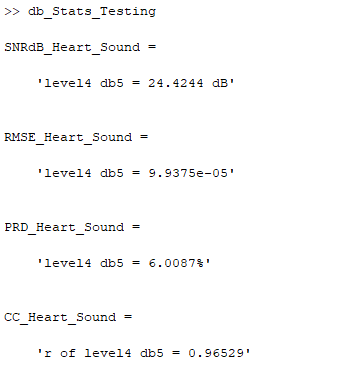 >> db_Stats_Testing
SNRdB_Heart_Sound =
'level4 db5 = 24.4244 dB'
RMSE_Heart_Sound =
'level4 db5 = 9.9375e-05'
PRD_Heart_Sound =
'level4 db5 = 6.0087%'
CC_Heart_Sound =
'r of level4 db5 = 0.96529'